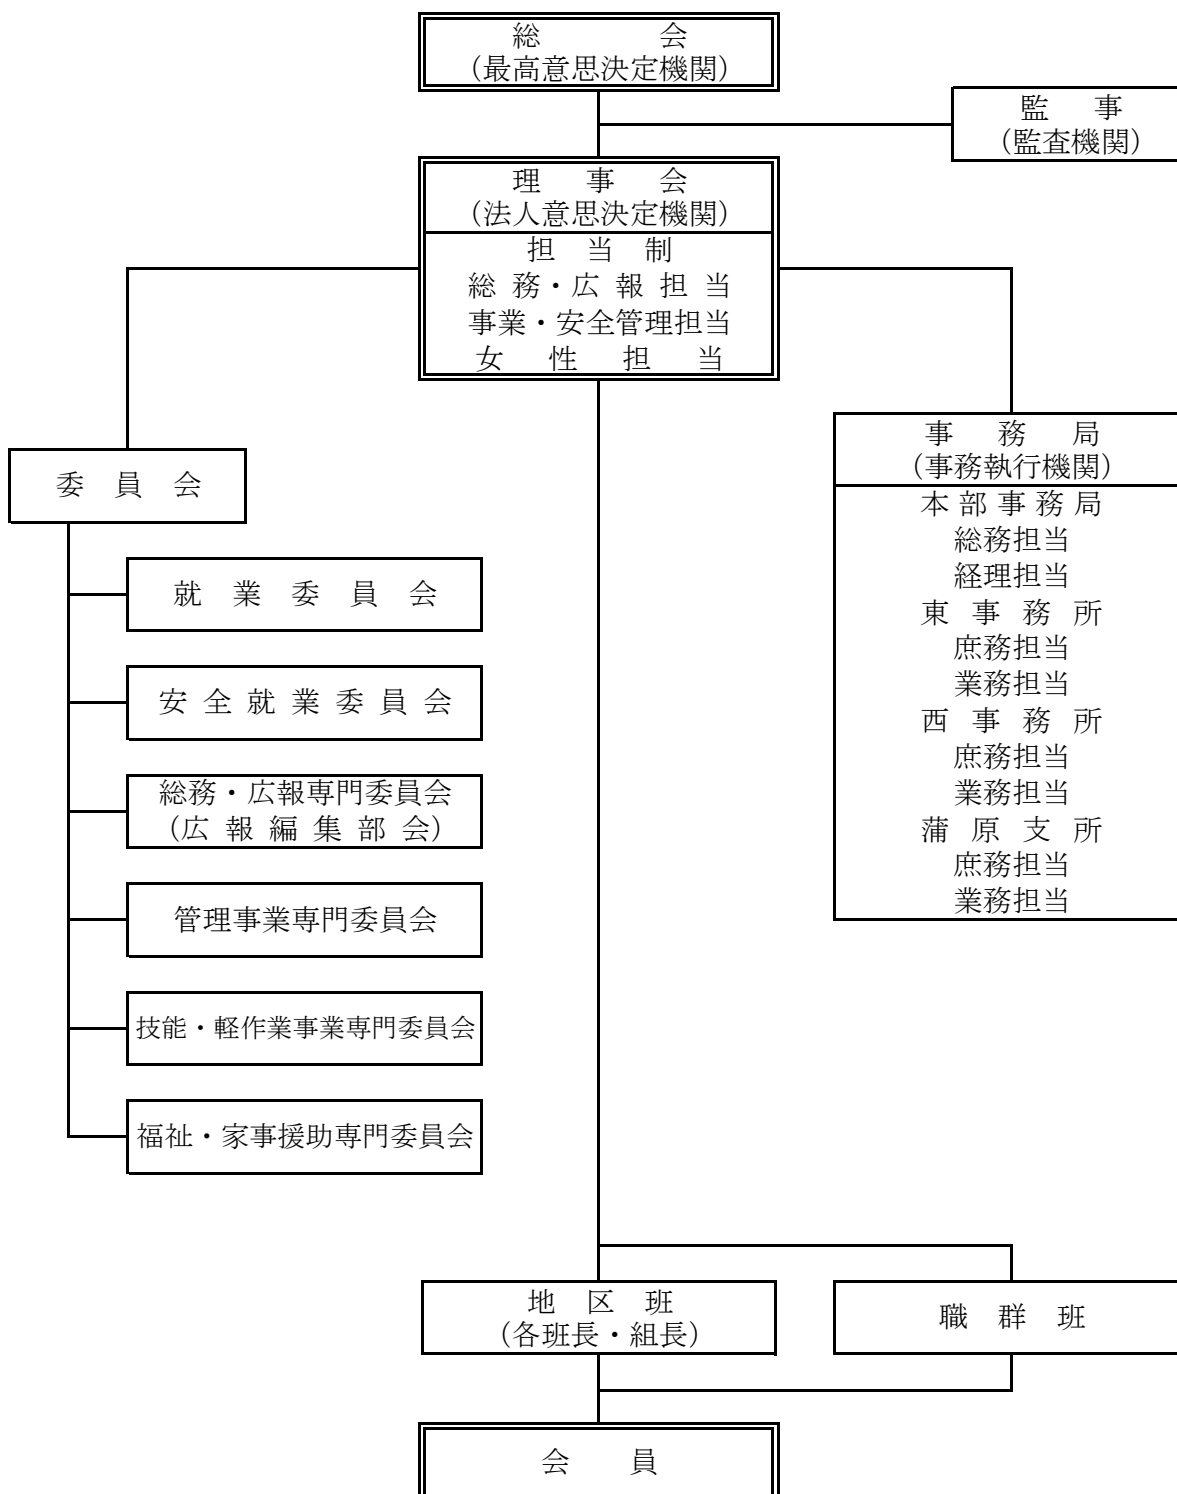 総会
(最高意思決定機関)
監事
(監査機関)
理事会
(法人意思決定機関)
担当制
総務・広報担当
事業・安全管理担当
女性担当
委員会
就業委員会
安全就業委員会
総務・広報専門委員会
(広報編集部会)
管理事業専門委員会
技能・軽作業事業専門委員会
福祉・家事援助専門委員会
事務局
(事務執行機関)
本部事務局
総務担当
経理担当
東事務所
庶務担当
業務担当
西事務所
庶務担当
業務担当
蒲原支所
庶務担当
業務担当
地区班
(各班長・組長)
職群班
会員